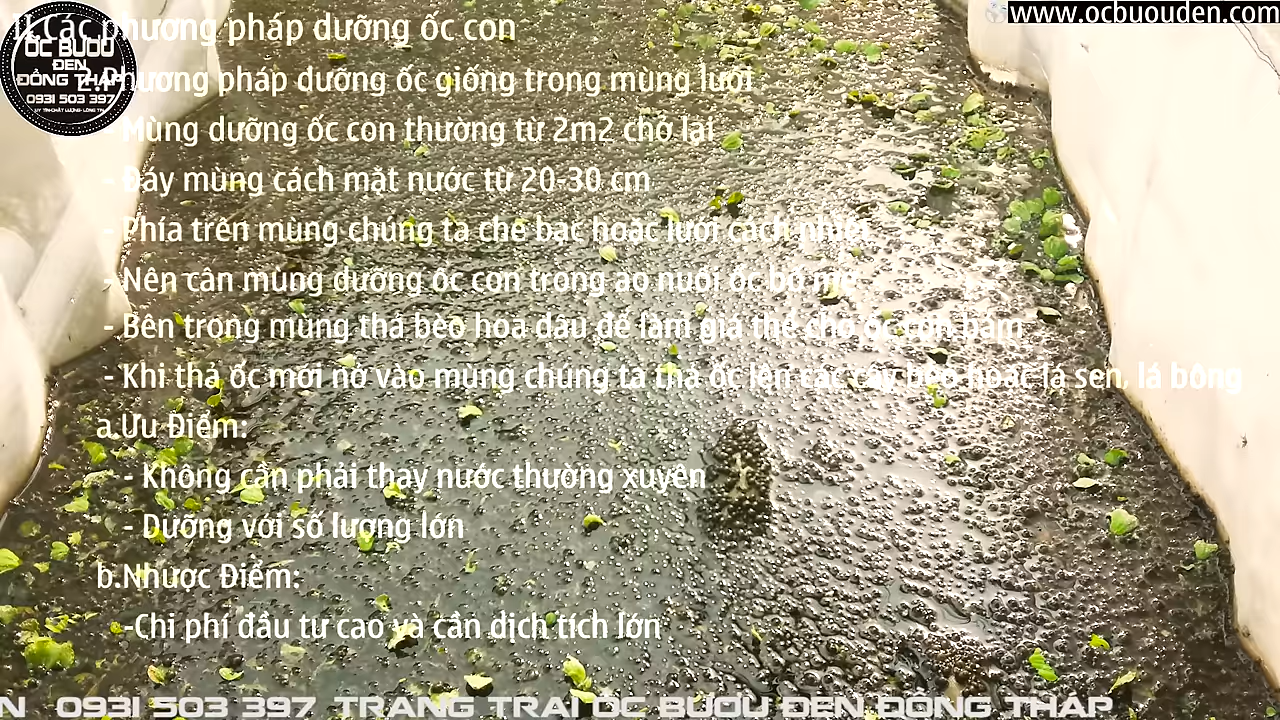 www.ocbuouden.com
II.Các phương pháp dưỡng ốc con
ỐC BƯƠU
ĐEN
ĐỒNG THÁP
0931 503 397
2.Phương pháp dưỡng ốc giống trong mùng lưới
- Mùng dưỡng ốc con thường từ 2m2 chở lại
- Đáy mùng cách mặt nước từ 20-30 cm
- Phía trên mùng chúng ta che bạc hoặc lưới cách nhiệt
- Nên cân mùng dưỡng ốc con trong ao nuôi ốc bố mẹ
- Bên trong mùng thả bèo hoa dâu để làm giá thể cho ốc con bám
- Khi thả ốc mới nở vào mùng chúng ta thả ốc lên các cây bèo hoặc lá sen, lá bông
a.Ưu Điểm:
- Không cần phải thay nước thường xuyên
- Dưỡng với số lượng lớn
b.Nhược Điểm:
-Chi phí đầu tư cao và cần dịch tích lớn
N 0931 503 397 TRANG TRẠI ỐC BƯƠU ĐEN ĐỒNG THÁP